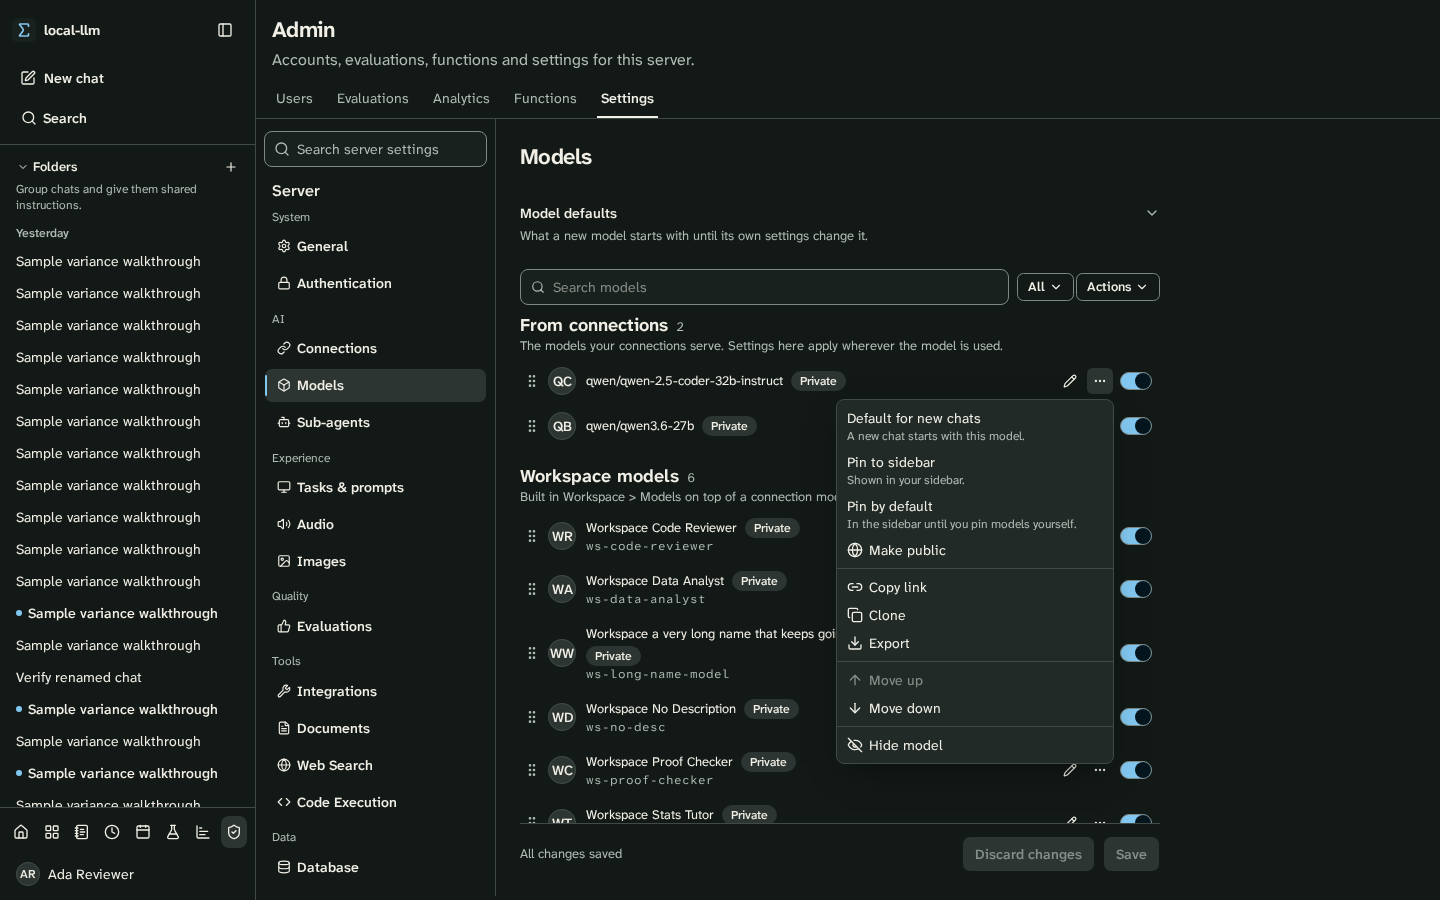 local-llm
New chat
Search
Folders
Group chats and give them shared
instructions.
Yesterday
Sample variance walkthrough
Sample variance walkthrough
Sample variance walkthrough
Sample variance walkthrough
Sample variance walkthrough
Sample variance walkthrough
Sample variance walkthrough
Sample variance walkthrough
Sample variance walkthrough
Sample variance walkthrough
Sample variance walkthrough
Sample variance walkthrough
Sample variance walkthrough
Verify renamed chat
Sample variance walkthrough
Sample variance walkthrough
Sample variance walkthrough
Sample variance walkthrough
AR Ada Reviewer
Admin
Accounts, evaluations, functions and settings for this server.
Users Evaluations Analytics Functions Settings
Search server settings
Server
System
General
Authentication
AI
Connections
Models
Sub-agents
Experience
Tasks & prompts
Audio
Images
Quality
Evaluations
Tools
Integrations
Documents
Web Search
Code Execution
Data
Database
Models
Model defaults
What a new model starts with until its own settings change it.
Search models All Actions
From connections 2
The models your connections serve. Settings here apply wherever the model is used.
QC qwen/qwen-2.5-coder-32b-instruct Private
QB qwen/qwen3.6-27b Private
Workspace models 6
Built in Workspace > Models on top of a connection
WR Workspace Code Reviewer Private
ws-code-reviewer
WA Workspace Data Analyst Private
ws-data-analyst
WW Workspace a very long name that keeps
Private
ws-long-name-model
WD Workspace No Description Private
ws-no-desc
WC Workspace Proof Checker Private
ws-proof-checker
WT Workspace Stats Tutor Private
Default for new chats
A new chat starts with this model.
Pin to sidebar
Shown in your sidebar.
Pin by default
In the sidebar until you pin models yourself.
Make public
Copy link
Clone
Export
Move up
Move down
Hide model
All changes saved Discard changes Save